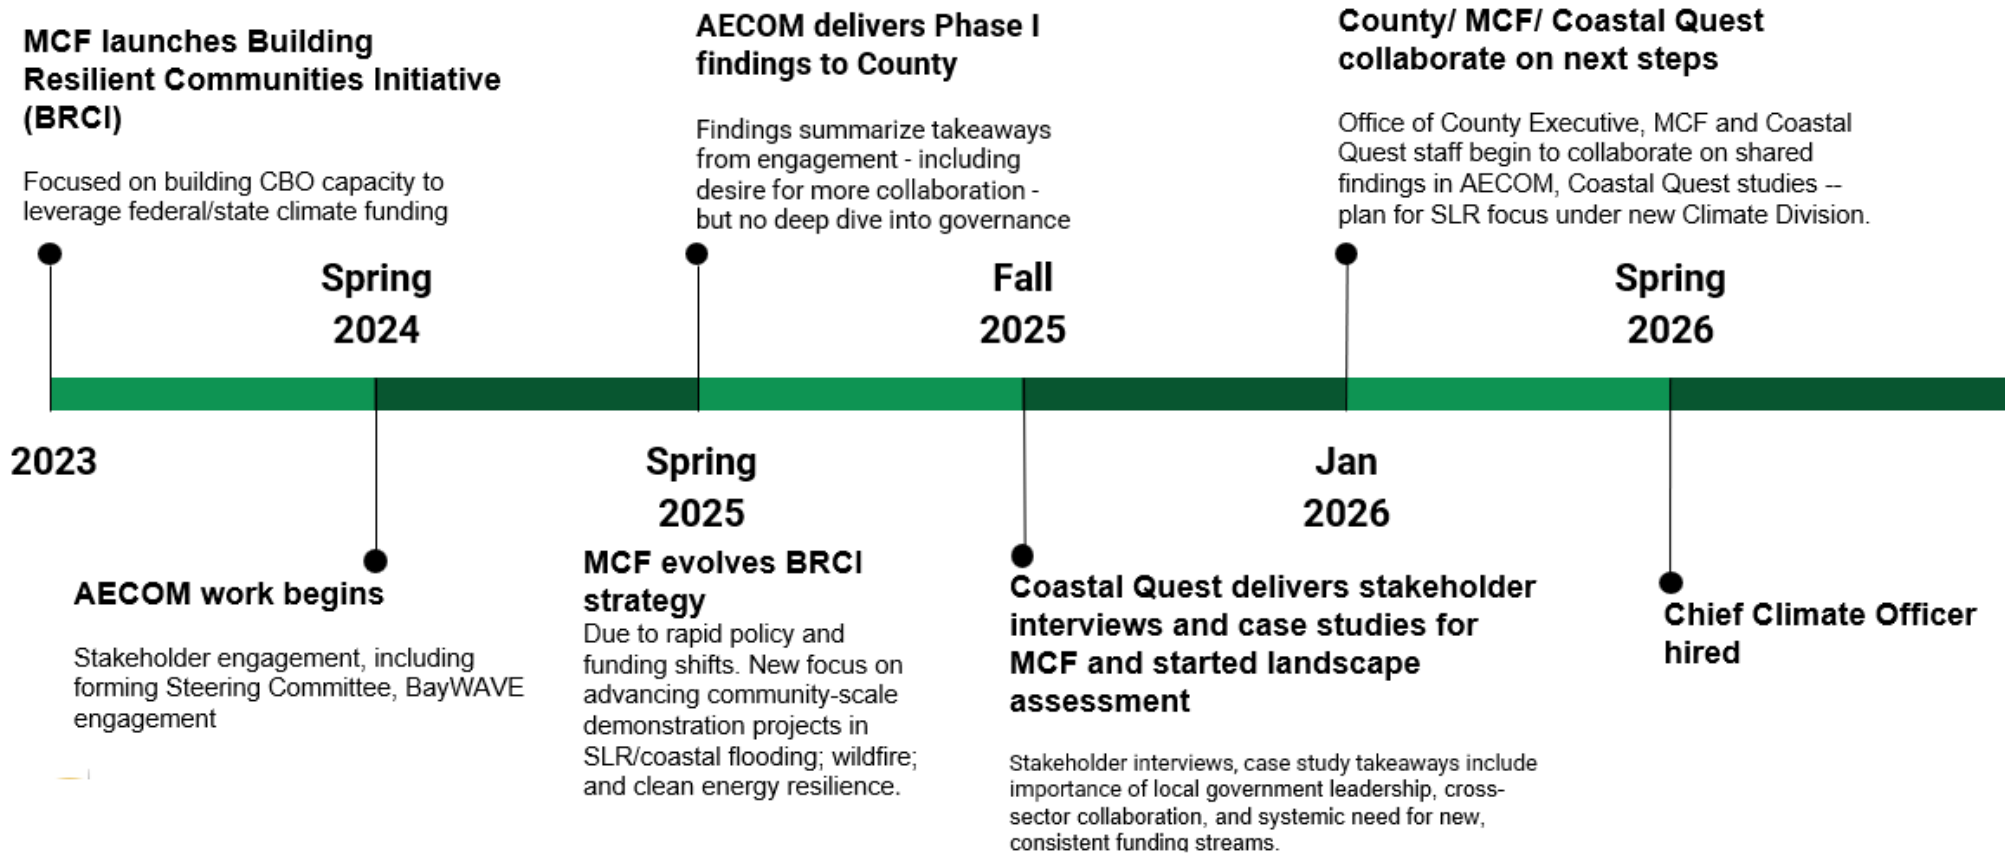 MCF launches Building
Resilient Communities Initiative
(BRCI)
Focused on building CBO capacity to
leverage federal/state climate funding
AECOM delivers Phase I
findings to County
Findings summarize takeaways
from engagement - including
desire for more collaboration -
but no deep dive into governance
County/ MCF/ Coastal Quest
collaborate on next steps
Office of County Executive, MCF and Coastal
Quest staff begin to collaborate on shared
findings in AECOM, Coastal Quest studies --
plan for SLR focus under new Climate Division.
Spring
2024
Fall
2025
Spring
2026
2023
Spring
2025
Jan
2026
AECOM work begins
Stakeholder engagement, including
forming Steering Committee, BayWAVE
engagement
MCF evolves BRCI
strategy
Due to rapid policy and
funding shifts. New focus on
advancing community-scale
demonstration projects in
SLR/coastal flooding; wildfire;
and clean energy resilience.
Coastal Quest delivers stakeholder
interviews and case studies for
MCF and started landscape
assessment
Stakeholder interviews, case study takeaways include
importance of local government leadership, cross-
sector collaboration, and systemic need for new,
consistent funding streams.
Chief Climate Officer
hired